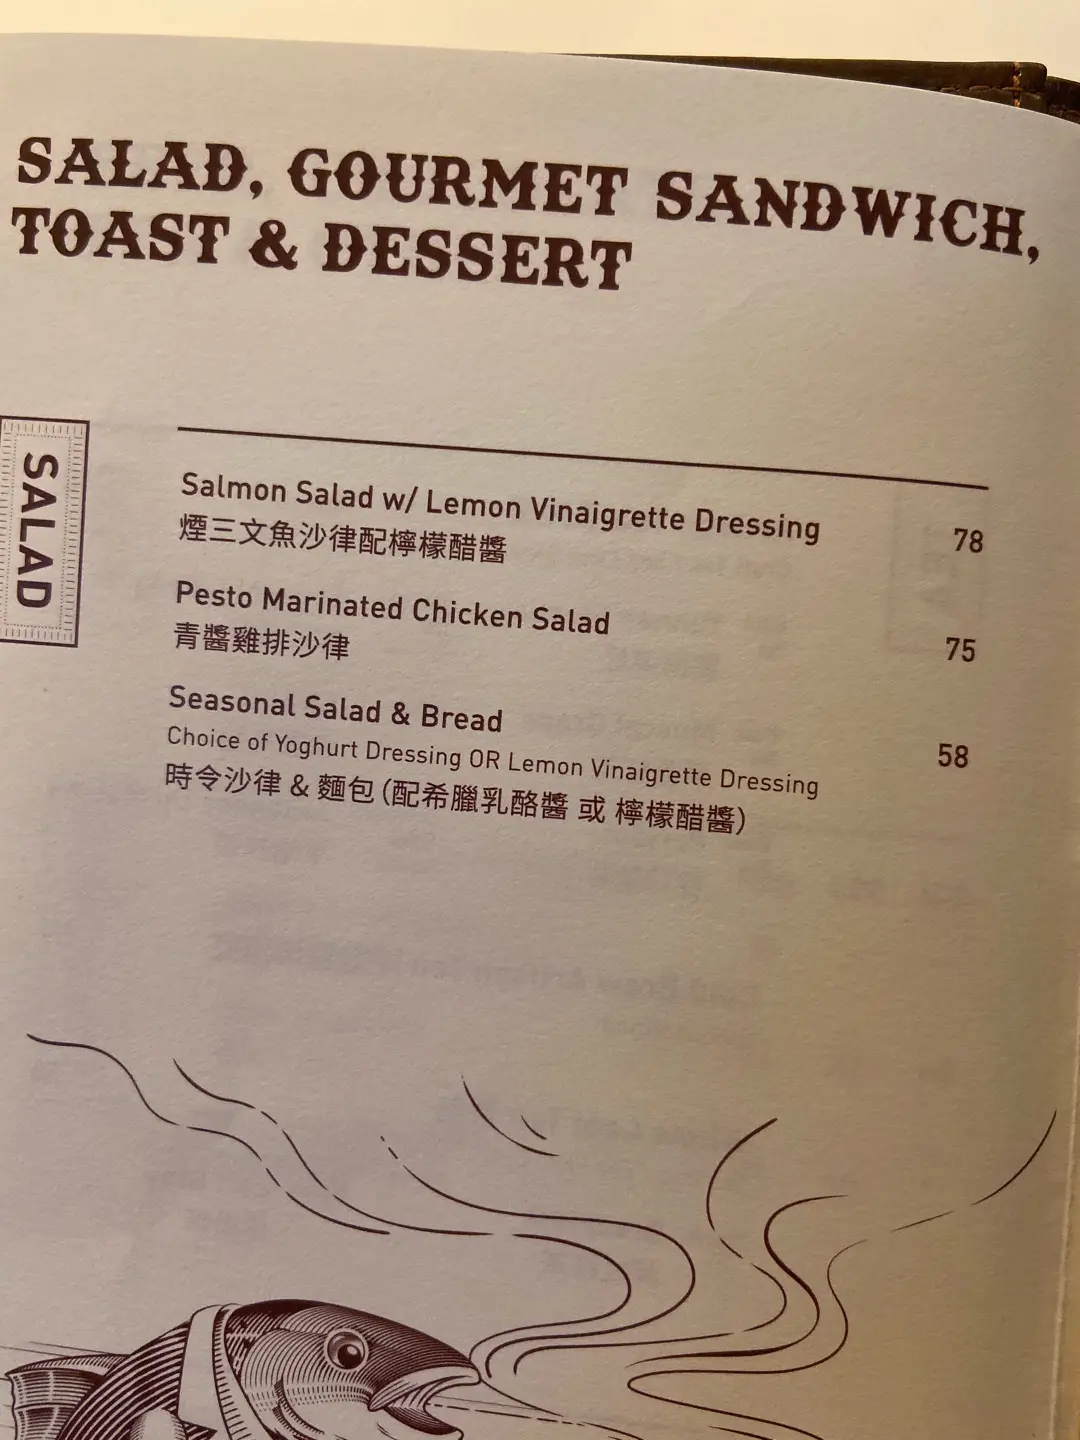 SALAD, GOURMET SANDWICH,
TOAST & DESSERT
SALAD
Salmon Salad w/ Lemon Vinaigrette Dressing 78
煙三文魚沙律配檸檬醋醬
Pesto Marinated Chicken Salad 75
青醬雞排沙律
Seasonal Salad & Bread 58
Choice of Yoghurt Dressing OR Lemon Vinaigrette Dressing
時令沙律 & 麵包 (配希臘乳酪醬 或 檸檬醋醬)